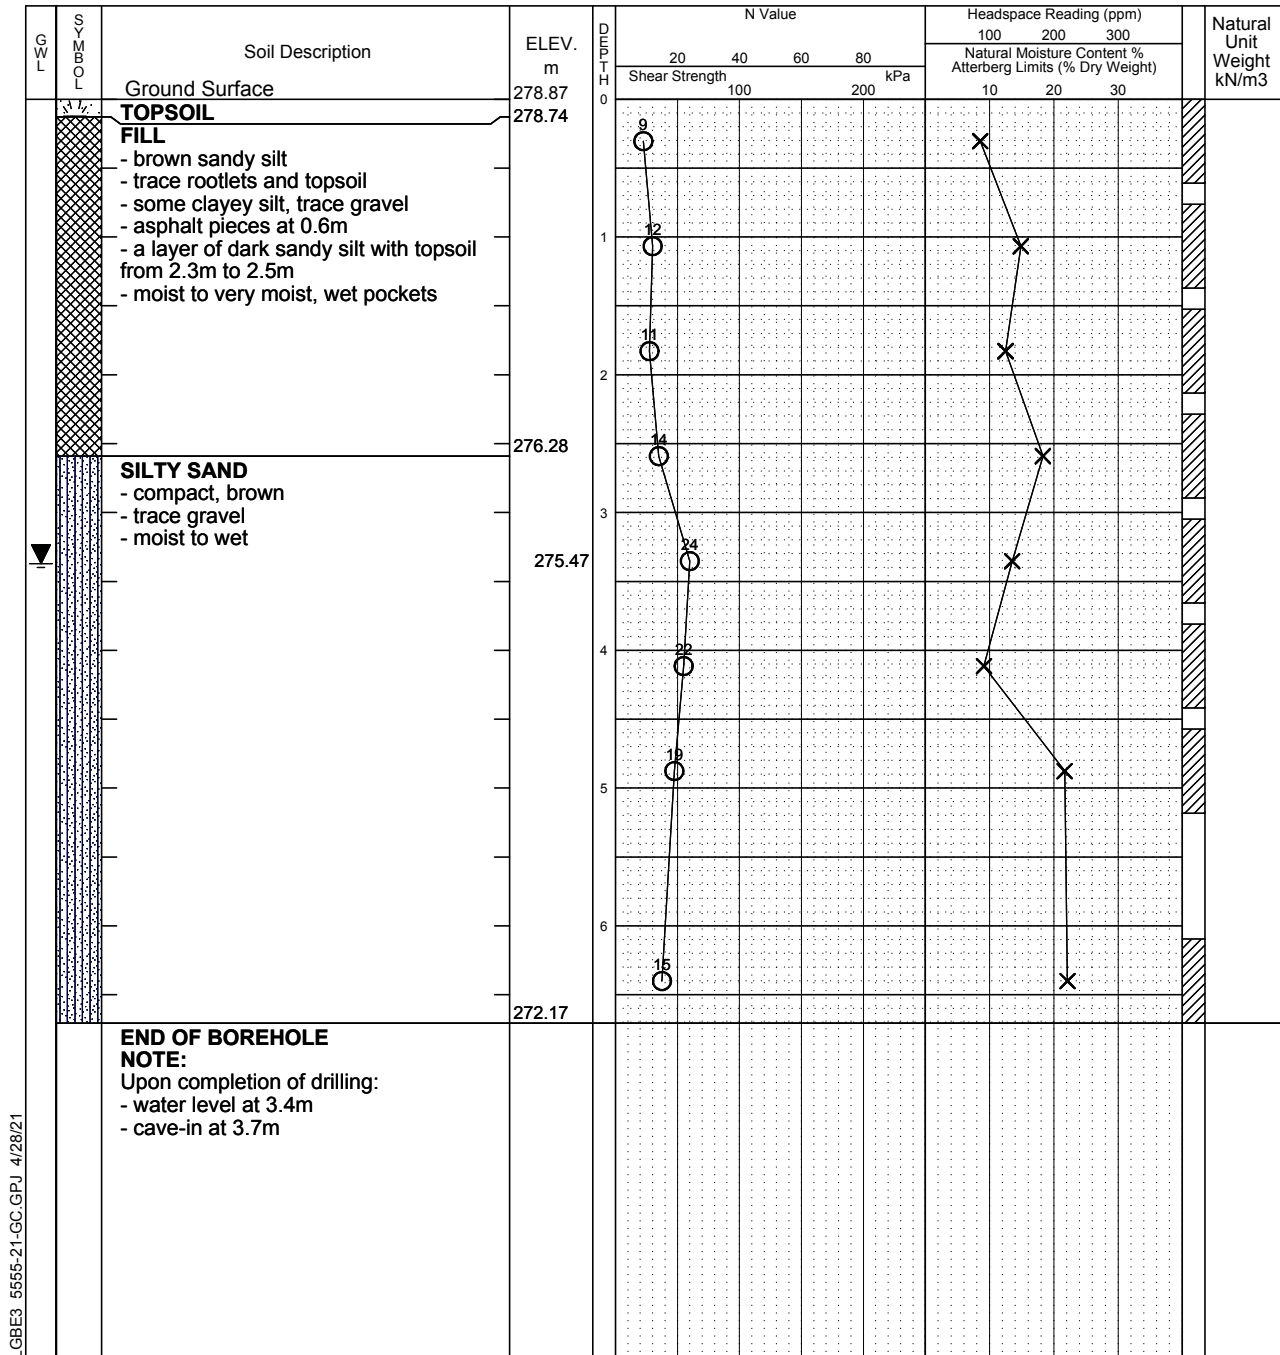 GWL
SYMBOL
Soil Description
Ground Surface
ELEV.
m
DEPTH
N Value
20 40 60 80
Shear Strength kPa
100 200
Headspace Reading (ppm)
100 200 300
Natural Moisture Content %
Atterberg Limits (% Dry Weight)
10 20 30
Natural
Unit
Weight
kN/m3
278.87
0
TOPSOIL
278.74
FILL
- brown sandy silt
- trace rootlets and topsoil
- some clayey silt, trace gravel
- asphalt pieces at 0.6m
- a layer of dark sandy silt with topsoil
from 2.3m to 2.5m
- moist to very moist, wet pockets
9
12
1
11
2
14
276.28
SILTY SAND
- compact, brown
- trace gravel
- moist to wet
3
24
275.47
22
4
19
5
6
15
272.17
END OF BOREHOLE
NOTE:
Upon completion of drilling:
- water level at 3.4m
- cave-in at 3.7m
LGBE3 5555-21-GC.GPJ 4/28/21